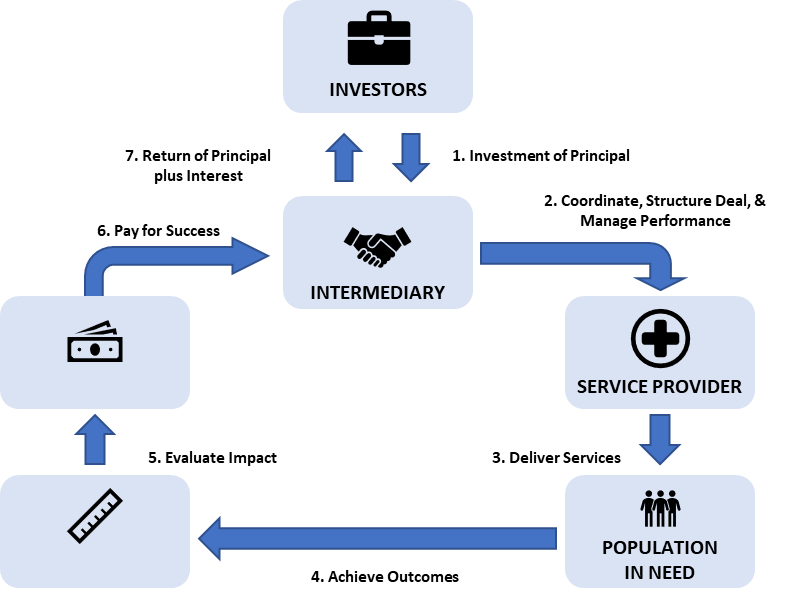 INVESTORS
7. Return of Principal
plus Interest
1. Investment of Principal
2. Coordinate, Structure Deal, &
Manage Performance
6. Pay for Success
INTERMEDIARY
SERVICE PROVIDER
5. Evaluate Impact
3. Deliver Services
POPULATION
IN NEED
4. Achieve Outcomes